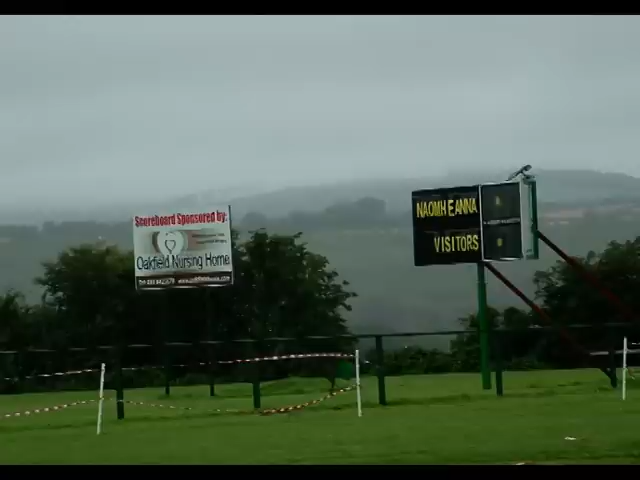 Scoreboard Sponsored by:
Oakfield Nursing Home
NAOMH EANNA
VISITORS